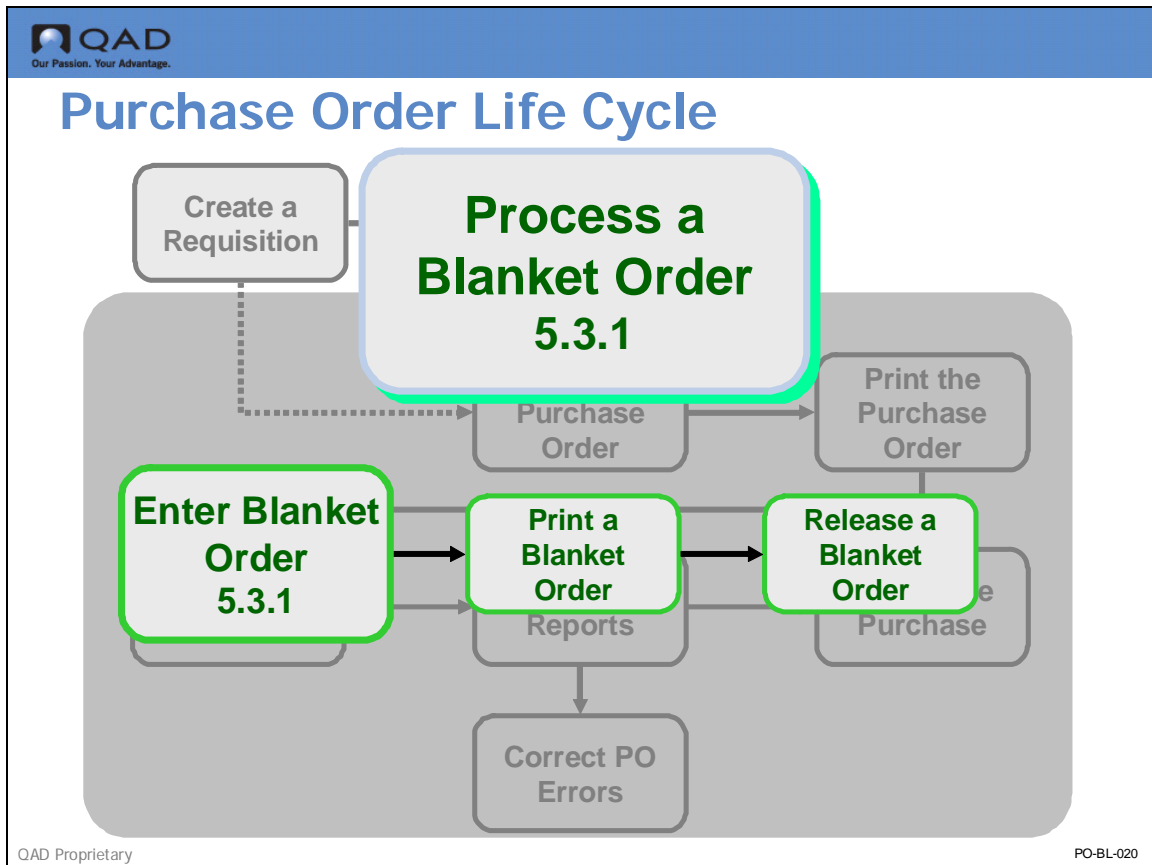 QAD
Our Passion. Your Advantage.
Purchase Order Life Cycle
Create a
Requisition
Process a
Blanket Order
5.3.1
Purchase
Order
Print the
Purchase
Order
Enter Blanket
Order
5.3.1
Print a
Blanket
Order
Release a
Blanket
Order
Reports
e
Purchase
Correct PO
Errors
QAD Proprietary
PO-BL-020